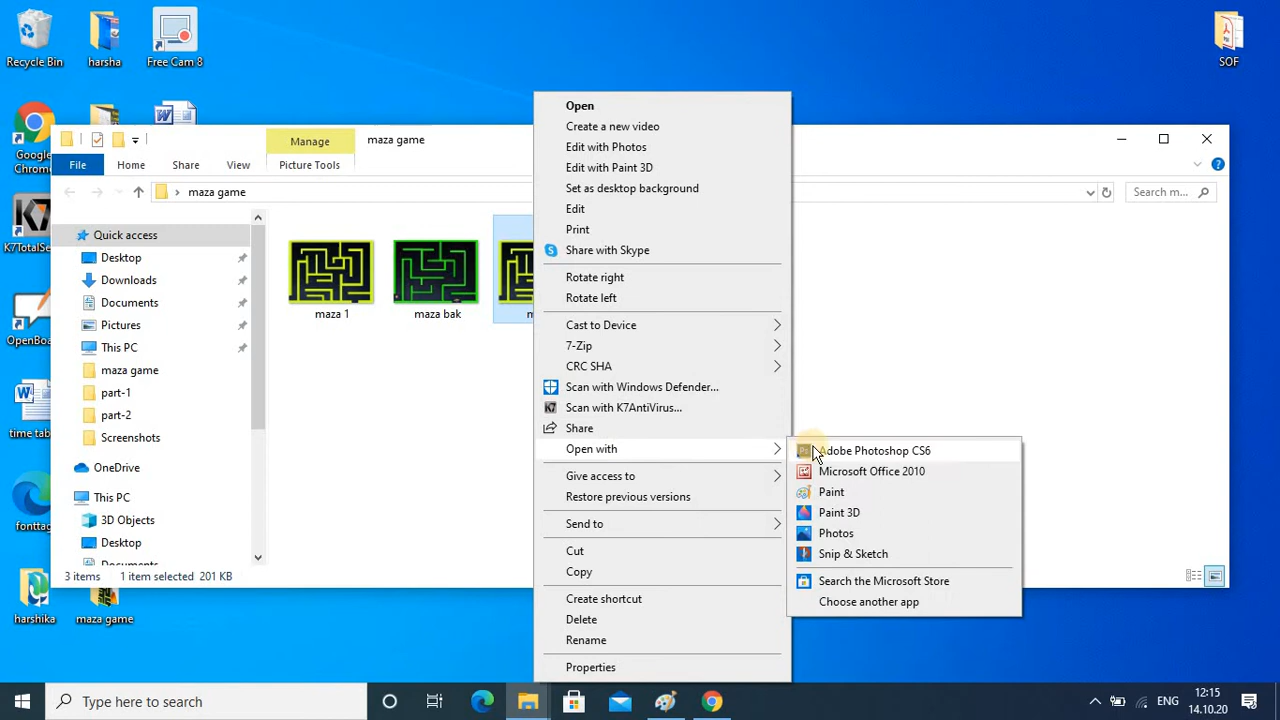 Recycle Bin
harsha
Free Cam 8
SOF
Google
Chrome
K7TotalSe
OpenBoa
time tab
fonttag
harshika
maza game
Manage
maza game
File
Home
Share
View
Picture Tools
maza game
Search m...
Quick access
Desktop
Downloads
Documents
Pictures
This PC
maza game
part-1
part-2
Screenshots
OneDrive
This PC
3D Objects
Desktop
Documents
maza 1
maza bak
3 items
1 item selected 201 KB
Open
Create a new video
Edit with Photos
Edit with Paint 3D
Set as desktop background
Edit
Print
Share with Skype
Rotate right
Rotate left
Cast to Device
7-Zip
CRC SHA
Scan with Windows Defender...
Scan with K7AntiVirus...
Share
Open with
Give access to
Restore previous versions
Send to
Cut
Copy
Create shortcut
Delete
Rename
Properties
Adobe Photoshop CS6
Microsoft Office 2010
Paint
Paint 3D
Photos
Snip & Sketch
Search the Microsoft Store
Choose another app
Type here to search
ENG
12:15
14.10.20